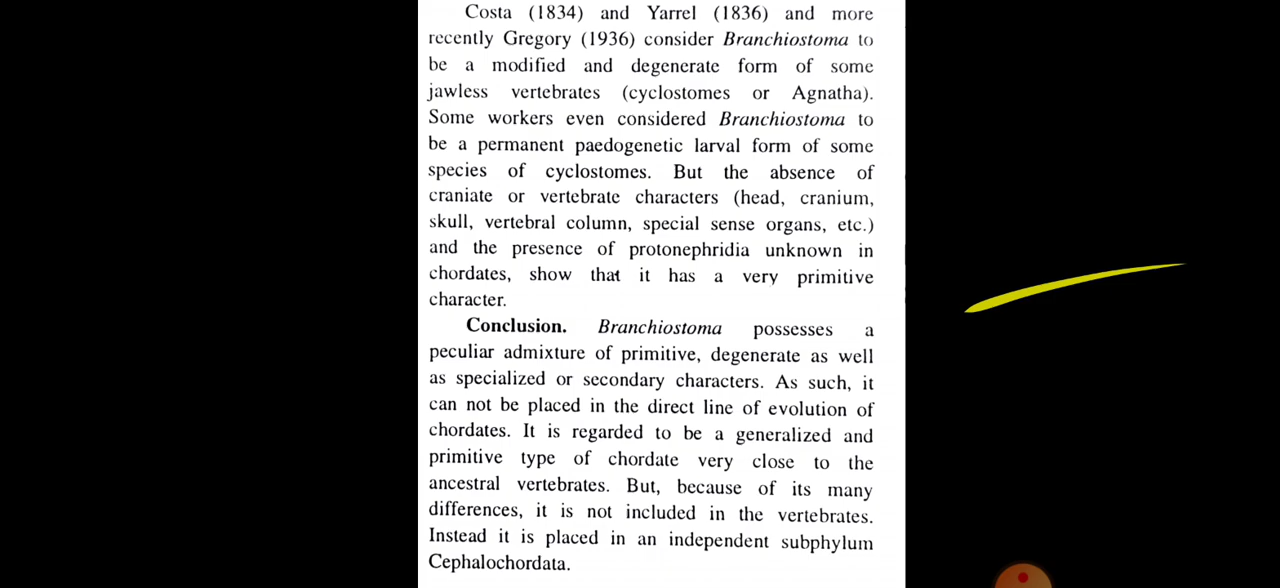 Costa (1834) and Yarrel (1836) and more
recently Gregory (1936) consider Branchiostoma to
be a modified and degenerate form of some
jawless vertebrates (cyclostomes or Agnatha).
Some workers even considered Branchiostoma to
be a permanent paedogenetic larval form of some
species of cyclostomes. But the absence of
craniate or vertebrate characters (head, cranium,
skull, vertebral column, special sense organs, etc.)
and the presence of protonephridia unknown in
chordates, show that it has a very primitive
character.
Conclusion. Branchiostoma possesses a
peculiar admixture of primitive, degenerate as well
as specialized or secondary characters. As such, it
can not be placed in the direct line of evolution of
chordates. It is regarded to be a generalized and
primitive type of chordate very close to the
ancestral vertebrates. But, because of its many
differences, it is not included in the vertebrates.
Instead it is placed in an independent subphylum
Cephalochordata.